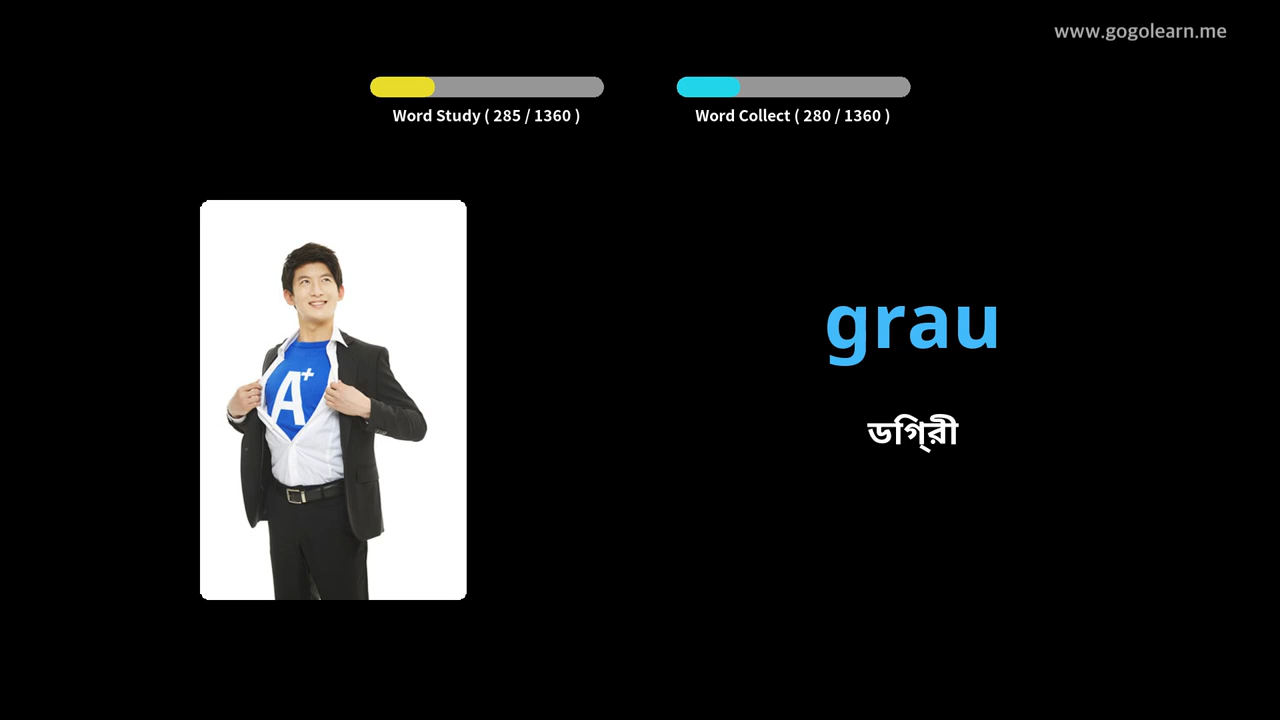 www.gogolearn.me
Word Study ( 285 / 1360 )
Word Collect ( 280 / 1360 )
A+
grau
ডিগ্রী